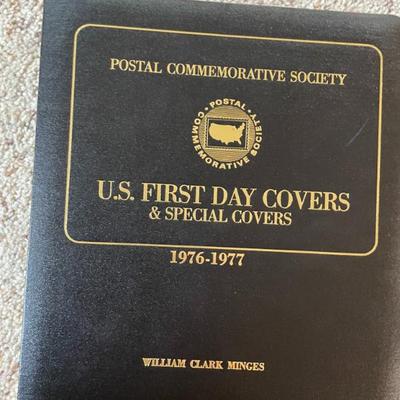 POSTAL COMMEMORATIVE SOCIETY
• POSTAL •
COMMEMORATIVE SOCIETY
U.S. FIRST DAY COVERS
& SPECIAL COVERS
1976-1977
WILLIAM CLARK MINGES